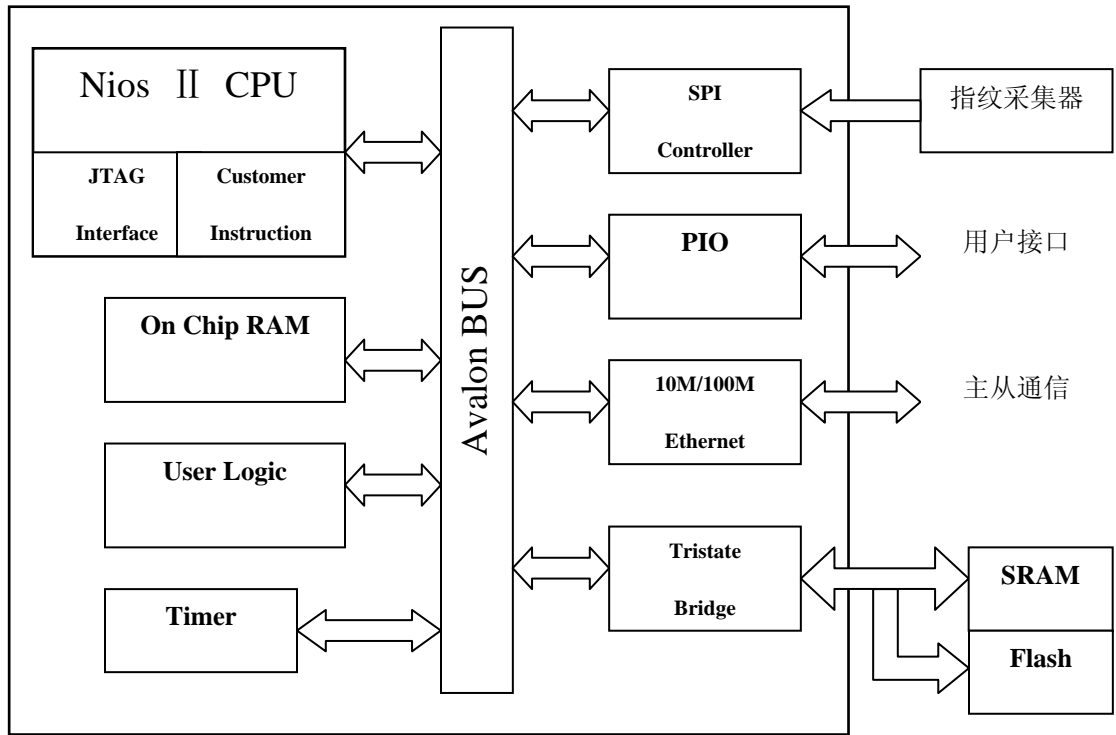 Nios Ⅱ CPU
JTAG
Interface
Customer
Instruction
On Chip RAM
User Logic
Timer
Avalon BUS
SPI
Controller
PIO
10M/100M
Ethernet
Tristate
Bridge
指纹采集器
用户接口
主从通信
SRAM
Flash